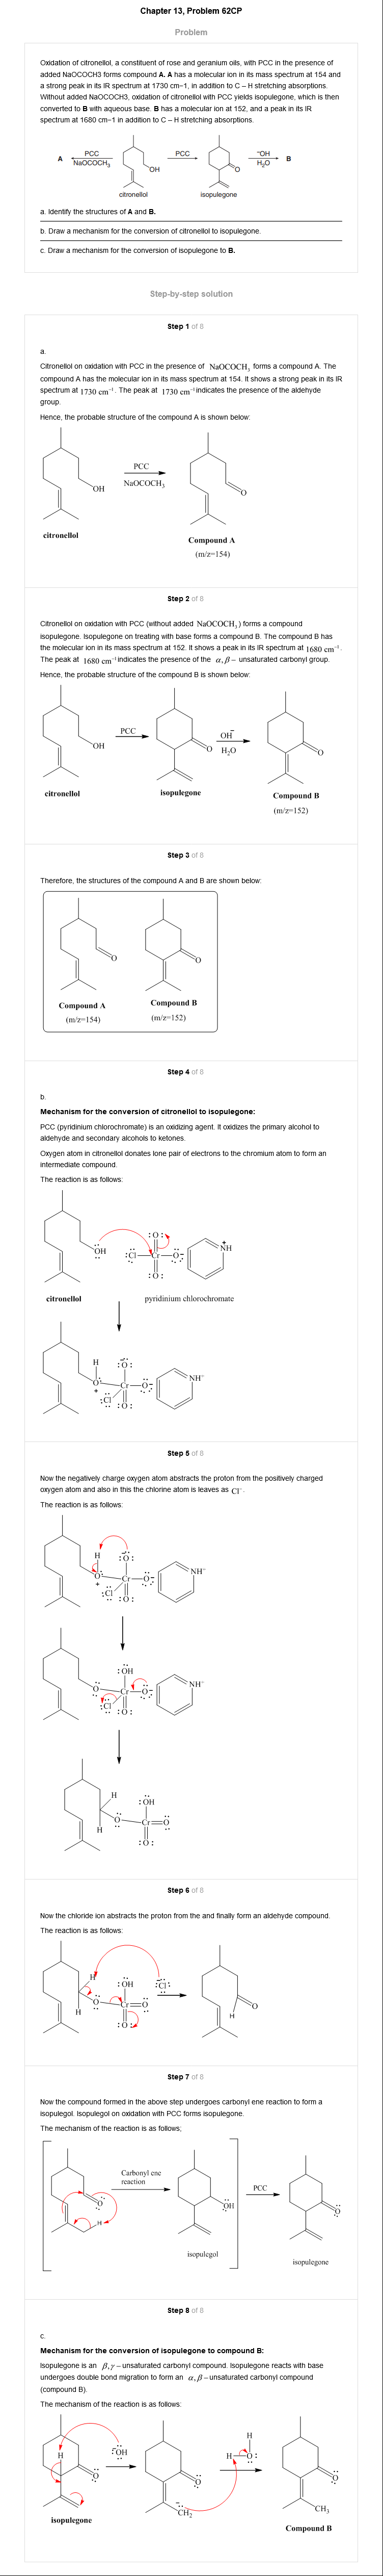 Chapter 13, Problem 62CP
Problem
Oxidation of citronellol, a constituent of rose and geranium oils, with PCC in the presence of
added NaOCOCH3 forms compound A. A has a molecular ion in its mass spectrum at 154 and
a strong peak in its IR spectrum at 1730 cm−1, in addition to C – H stretching absorptions.
Without added NaOCOCH3, oxidation of citronellol with PCC yields isopulegone, which is then
converted to B with aqueous base. B has a molecular ion at 152, and a peak in its IR
spectrum at 1680 cm−1 in addition to C – H stretching absorptions.
A PCC NaOCOCH3 OH PCC O −OH H2O B
citronellol isopulegone
a. Identify the structures of A and B.
b. Draw a mechanism for the conversion of citronellol to isopulegone.
c. Draw a mechanism for the conversion of isopulegone to B.
Step-by-step solution
Step 1 of 8
a.
Citronellol on oxidation with PCC in the presence of NaOCOCH3 forms a compound A. The
compound A has the molecular ion in its mass spectrum at 154. It shows a strong peak in its IR
spectrum at 1730 cm−1. The peak at 1730 cm−1 indicates the presence of the aldehyde
group.
Hence, the probable structure of the compound A is shown below:
PCC
NaOCOCH3
OH O
citronellol
Compound A
(m/z=154)
Step 2 of 8
Citronellol on oxidation with PCC (without added NaOCOCH3) forms a compound
isopulegone. Isopulegone on treating with base forms a compound B. The compound B has
the molecular ion in its mass spectrum at 152. It shows a peak in its IR spectrum at 1680 cm−1.
The peak at 1680 cm−1 indicates the presence of the α,β− unsaturated carbonyl group.
Hence, the probable structure of the compound B is shown below:
PCC OH−
OH O H2O O
citronellol isopulegone Compound B
(m/z=152)
Step 3 of 8
Therefore, the structures of the compound A and B are shown below:
O O
Compound A Compound B
(m/z=154) (m/z=152)
Step 4 of 8
b.
Mechanism for the conversion of citronellol to isopulegone:
PCC (pyridinium chlorochromate) is an oxidizing agent. It oxidizes the primary alcohol to
aldehyde and secondary alcohols to ketones.
Oxygen atom in citronellol donates lone pair of electrons to the chromium atom to form an
intermediate compound.
The reaction is as follows:
:O:
OH :Cl—Cr—O− +NH
:O:
citronellol pyridinium chlorochromate
H :O: NH+
O Cr—O−
+ :Cl :O:
Step 5 of 8
Now the negatively charge oxygen atom abstracts the proton from the positively charged
oxygen atom and also in this the chlorine atom is leaves as Cl−.
The reaction is as follows:
H :O: NH+
O Cr—O−
+ :Cl :O:
:OH NH+
O Cr—O−
:Cl :O:
H :OH
O Cr=O
H :O:
Step 6 of 8
Now the chloride ion abstracts the proton from the and finally form an aldehyde compound.
The reaction is as follows:
H :OH :Cl:−
O Cr=O O
H :O: H
Step 7 of 8
Now the compound formed in the above step undergoes carbonyl ene reaction to form a
isopulegol. Isopulegol on oxidation with PCC forms isopulegone.
The mechanism of the reaction is as follows;
Carbonyl ene
reaction
PCC
O H OH O
isopulegol
isopulegone
Step 8 of 8
c.
Mechanism for the conversion of isopulegone to compound B:
Isopulegone is an β,γ− unsaturated carbonyl compound. Isopulegone reacts with base
undergoes double bond migration to form an α,β− unsaturated carbonyl compound
(compound B).
The mechanism of the reaction is as follows:
H −OH O H H—O: O
O CH2 CH3
isopulegone
Compound B